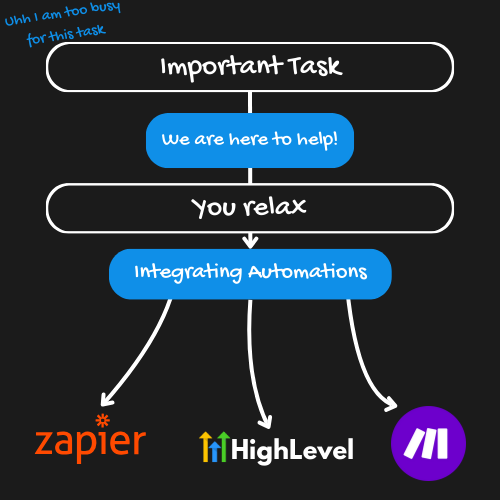 Uhh I am too busy
for this task
Important Task
We are here to help!
You relax
Integrating Automations
zapier
HighLevel